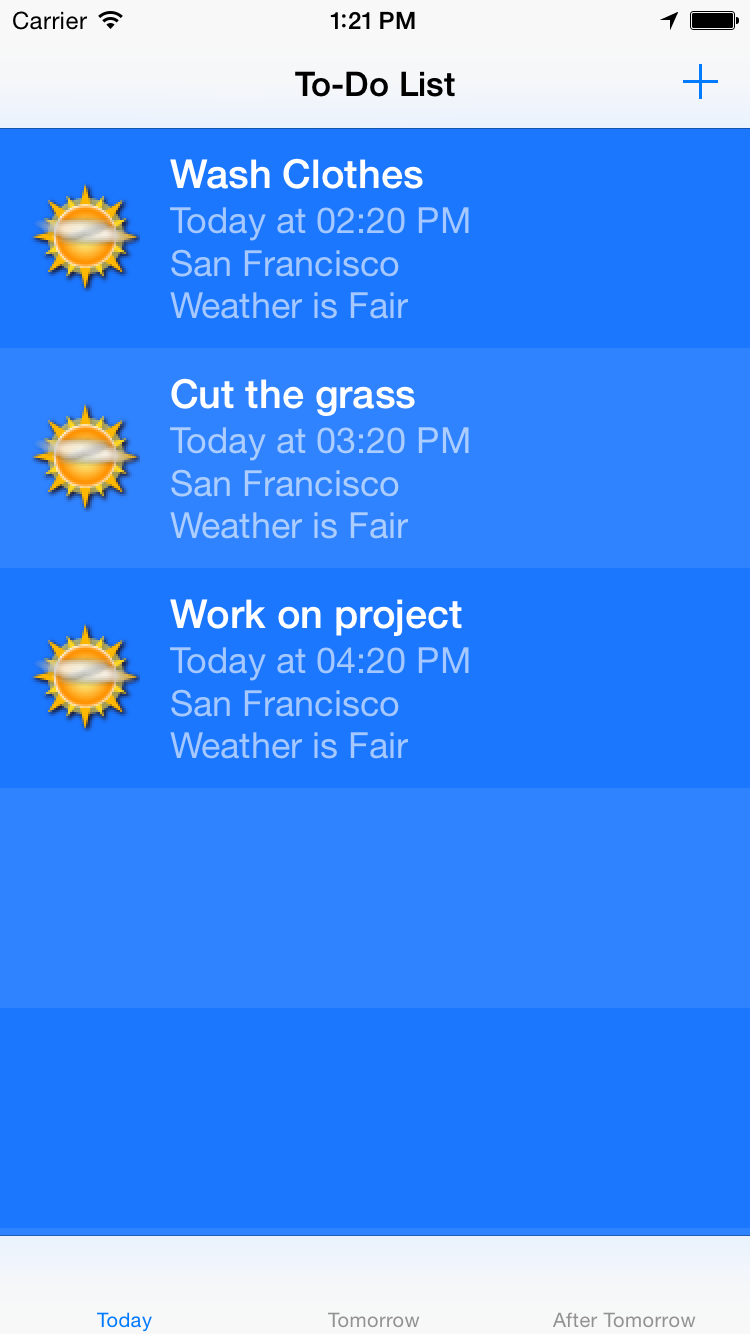 Carrier 1:21 PM
To-Do List
Wash Clothes
Today at 02:20 PM
San Francisco
Weather is Fair
Cut the grass
Today at 03:20 PM
San Francisco
Weather is Fair
Work on project
Today at 04:20 PM
San Francisco
Weather is Fair
Today Tomorrow After Tomorrow